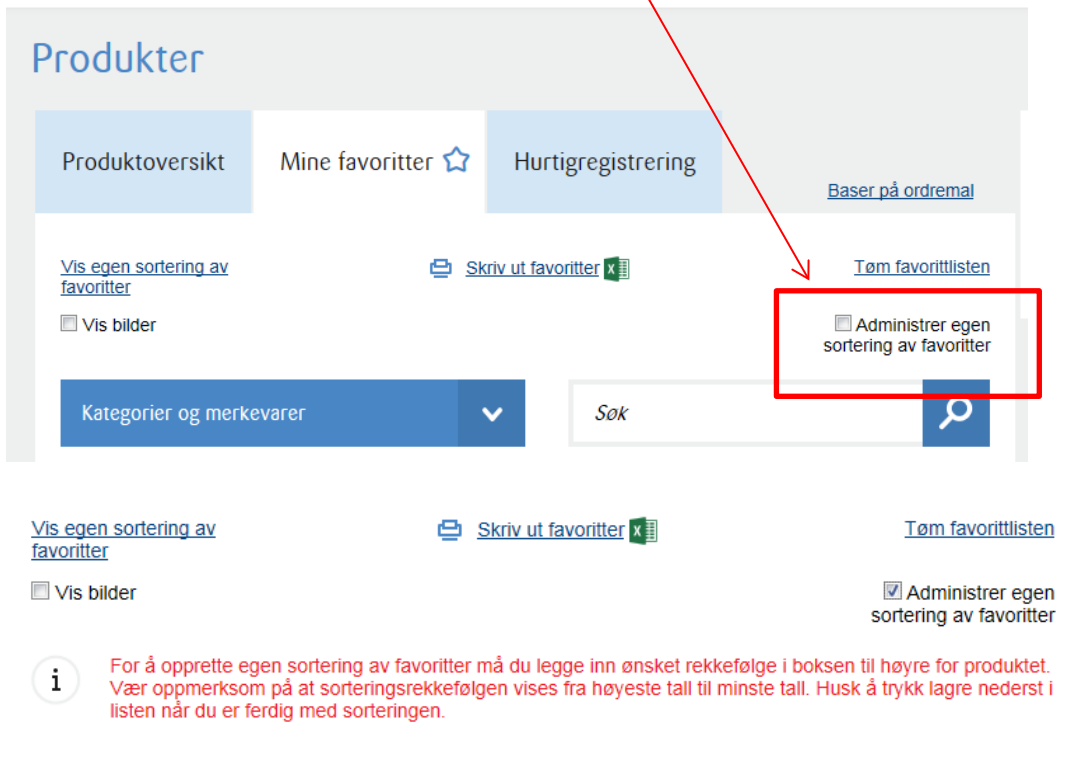 Produkter
Produktoversikt
Mine favoritter
Hurtigregistrering
Baser på ordremal
Vis egen sortering av
favoritter
Skriv ut favoritter
Tøm favorittlisten
Vis bilder
Administrer egen
sortering av favoritter
Kategorier og merkevarer
Søk
Vis egen sortering av
favoritter
Skriv ut favoritter
Tøm favorittlisten
Vis bilder
Administrer egen
sortering av favoritter
i
For å opprette egen sortering av favoritter må du legge inn ønsket rekkefølge i boksen til høyre for produktet.
Vær oppmerksom på at sorteringsrekkefølgen vises fra høyeste tall til minste tall. Husk å trykk lagre nederst i
listen når du er ferdig med sorteringen.